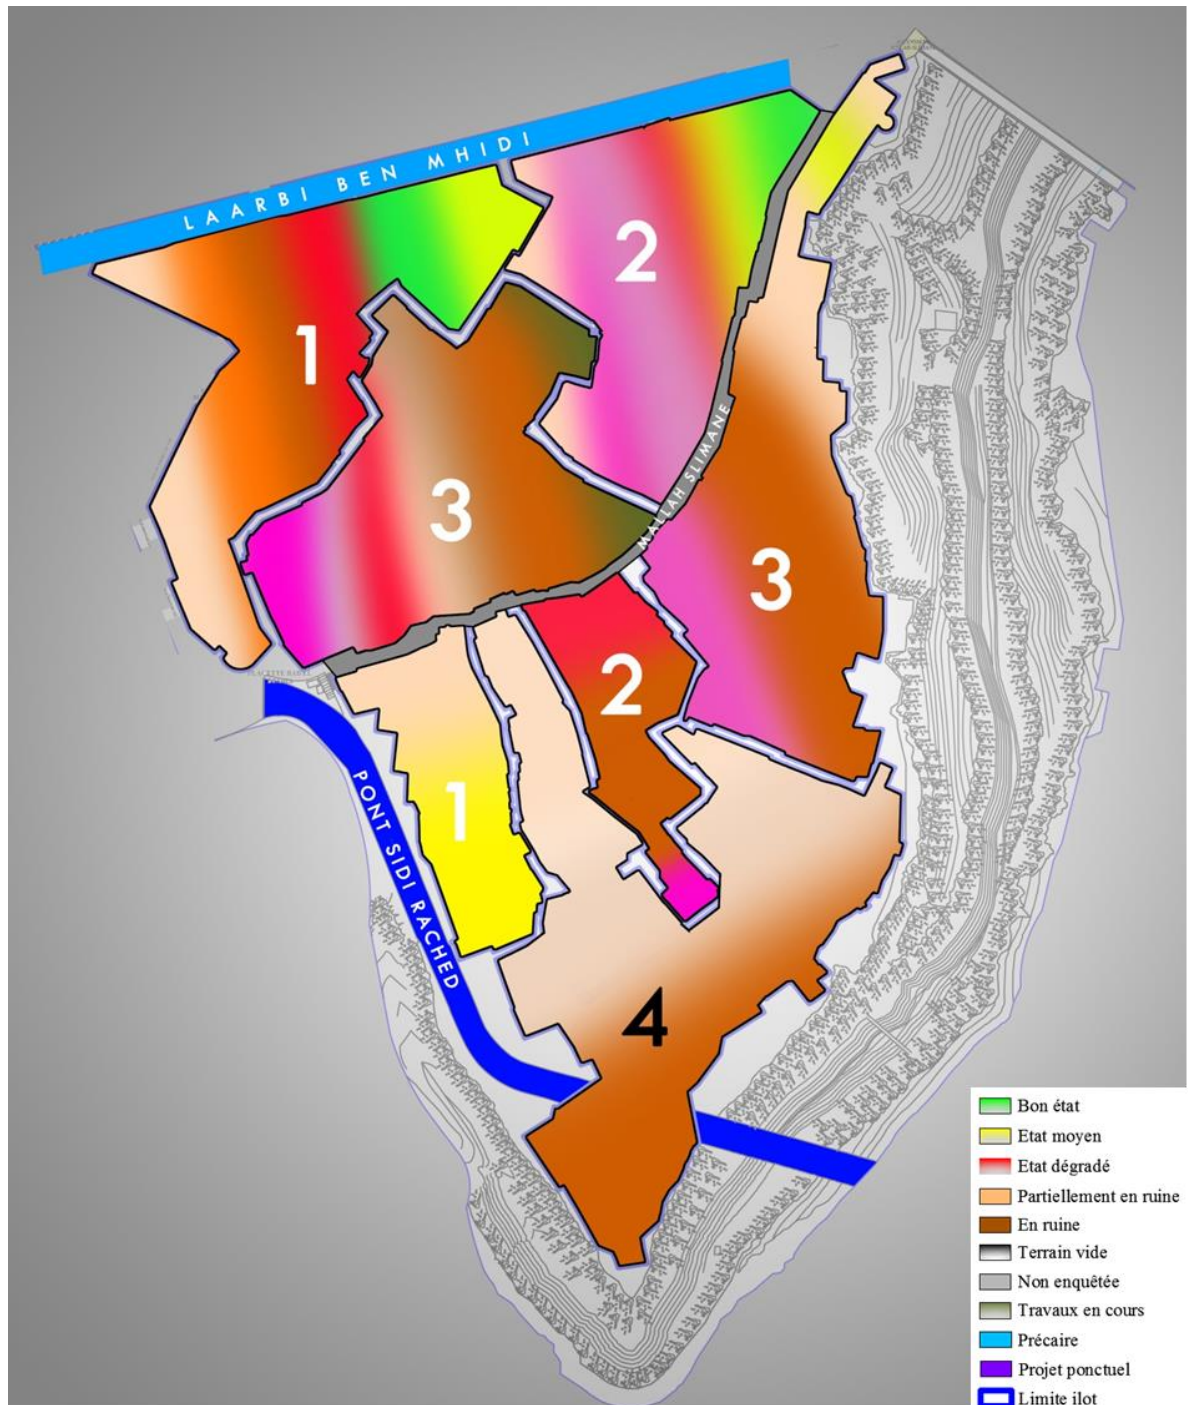 LAARBI BEN MHIDI
2
1
MALLAH SLIMANE
3
3
2
1
PONT SIDI RACHED
4
Bon état
Etat moyen
Etat dégradé
Partiellement en ruine
En ruine
Terrain vide
Non enquêtée
Travaux en cours
Précaire
Projet ponctuel
Limite ilot